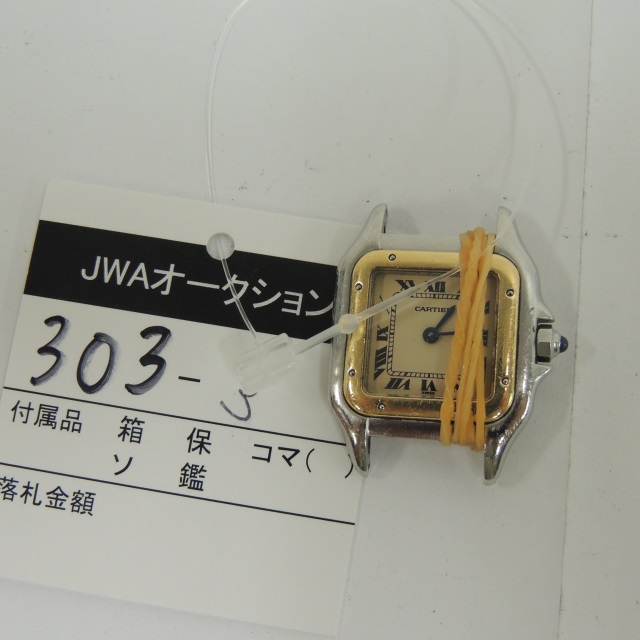 JWAオークション
303-
付属品 箱 保 コマ( )
ソ 鑑
落札金額
CARTIER